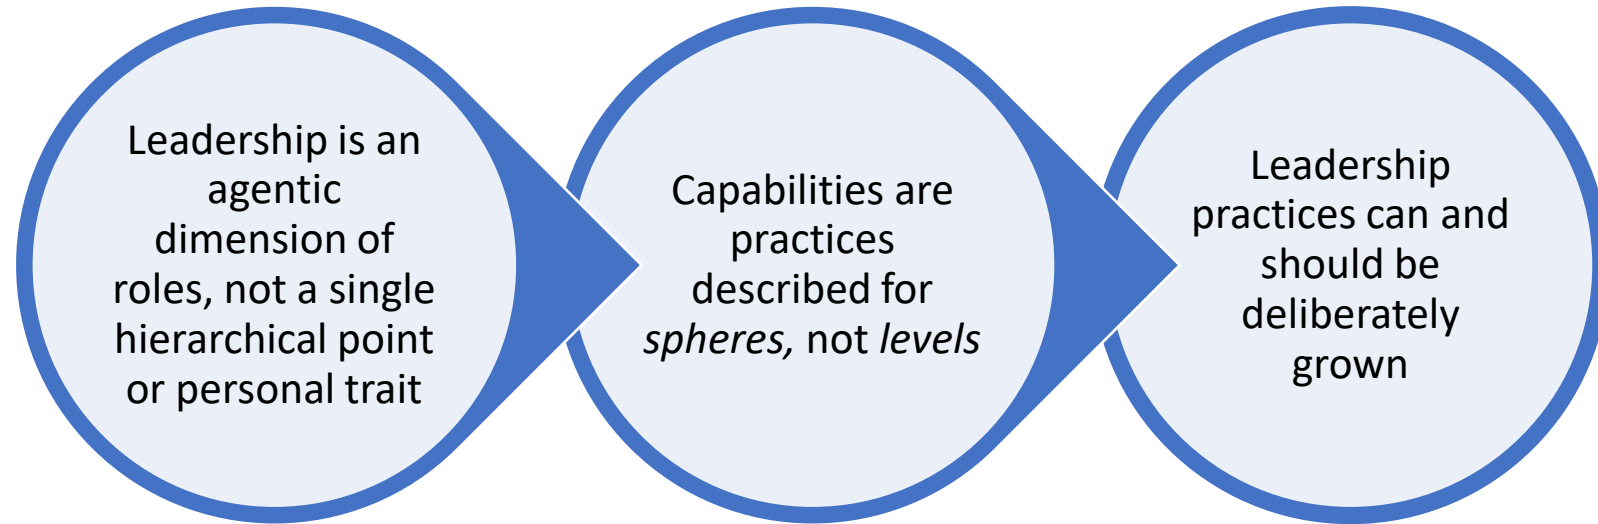 Leadership is an
agentic
dimension of
roles, not a single
hierarchical point
or personal trait
Capabilities are
practices
described for
spheres, not levels
Leadership
practices can and
should be
deliberately
grown